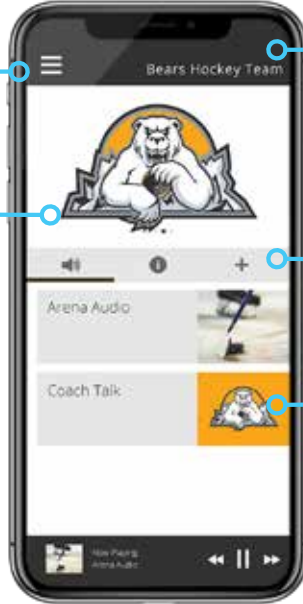 Bears Hockey Team
Arena Audio
Coach Talk
Now Playing
Arena Audio